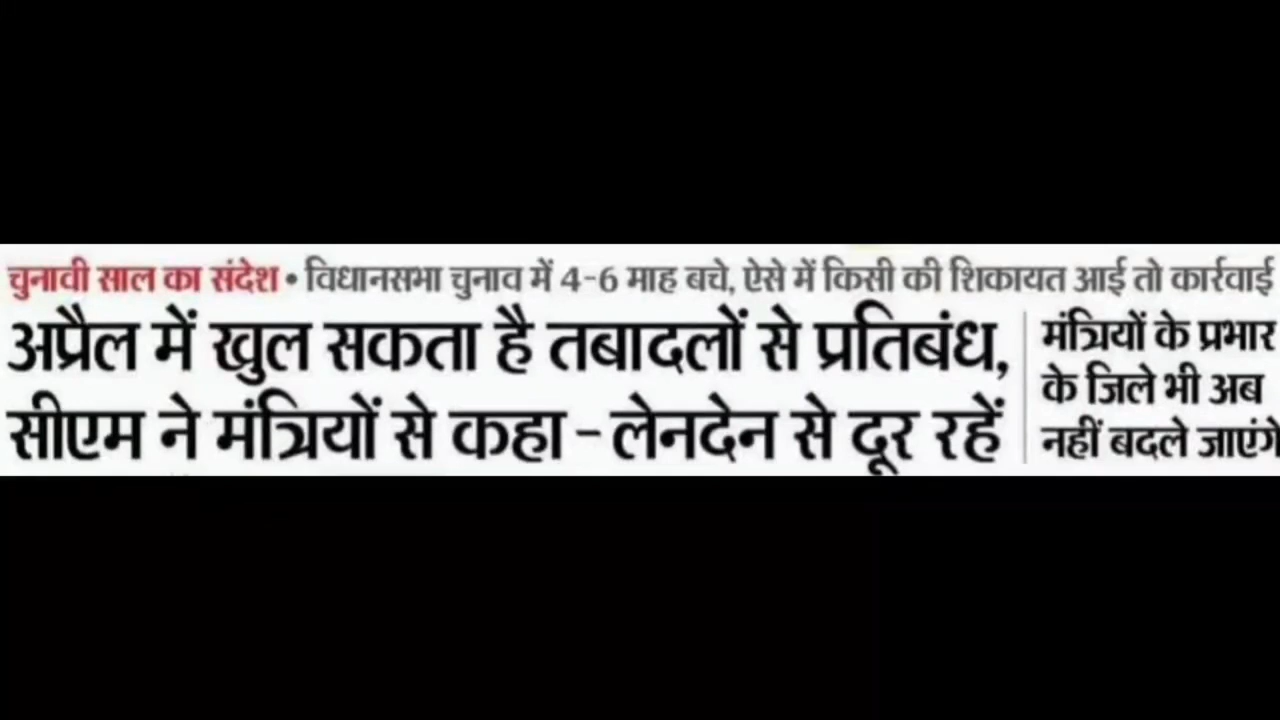 चुनावी साल का संदेश • विधानसभा चुनाव में 4-6 माह बचे, ऐसे में किसी की शिकायत आई तो कार्रवाई
अप्रैल में खुल सकता है तबादलों से प्रतिबंध,
सीएम ने मंत्रियों से कहा - लेनदेन से दूर रहें
मंत्रियों के प्रभार
के जिले भी अब
नहीं बदले जाएंगे